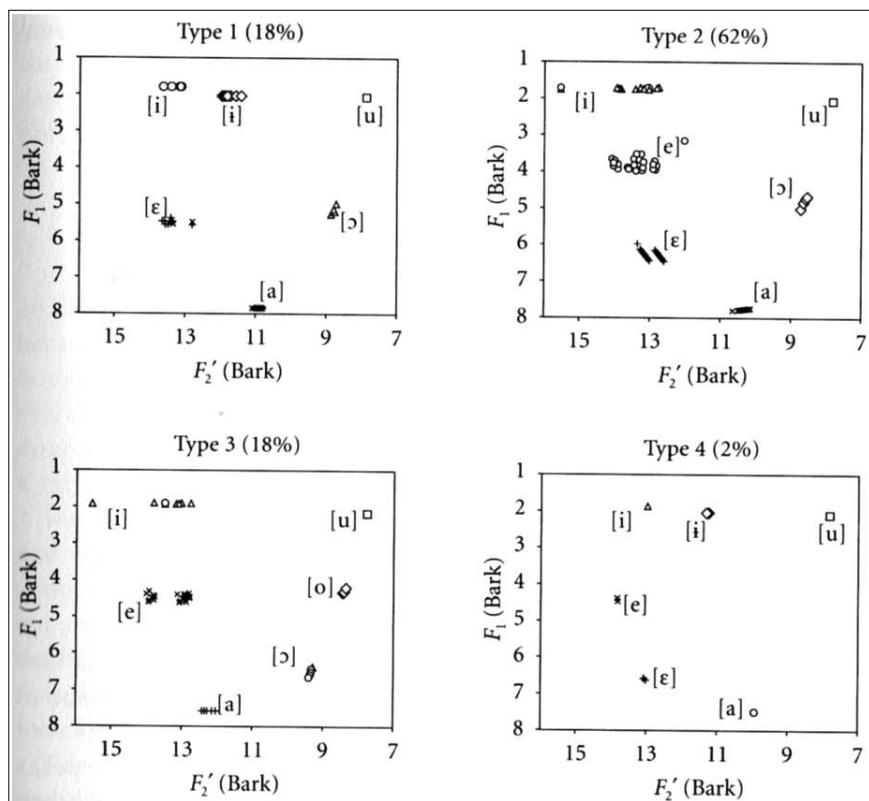 Type 1 (18%)
1
2
3
4
5
6
7
8
F₁ (Bark)
[i]
[ɨ]
[u]
[ɛ]
[ɔ]
[a]
15
13
11
9
7
F₂′ (Bark)
Type 2 (62%)
1
2
3
4
5
6
7
8
F₁ (Bark)
[i]
[u]
[e]
[ɔ]
[ɛ]
[a]
15
13
11
9
7
F₂′ (Bark)
Type 3 (18%)
1
2
3
4
5
6
7
8
F₁ (Bark)
[i]
[u]
[e]
[o]
[ɔ]
[a]
15
13
11
9
7
F₂′ (Bark)
Type 4 (2%)
1
2
3
4
5
6
7
8
F₁ (Bark)
[i]
[ɨ]
[u]
[e]
[ɛ]
[a]
15
13
11
9
7
F₂′ (Bark)